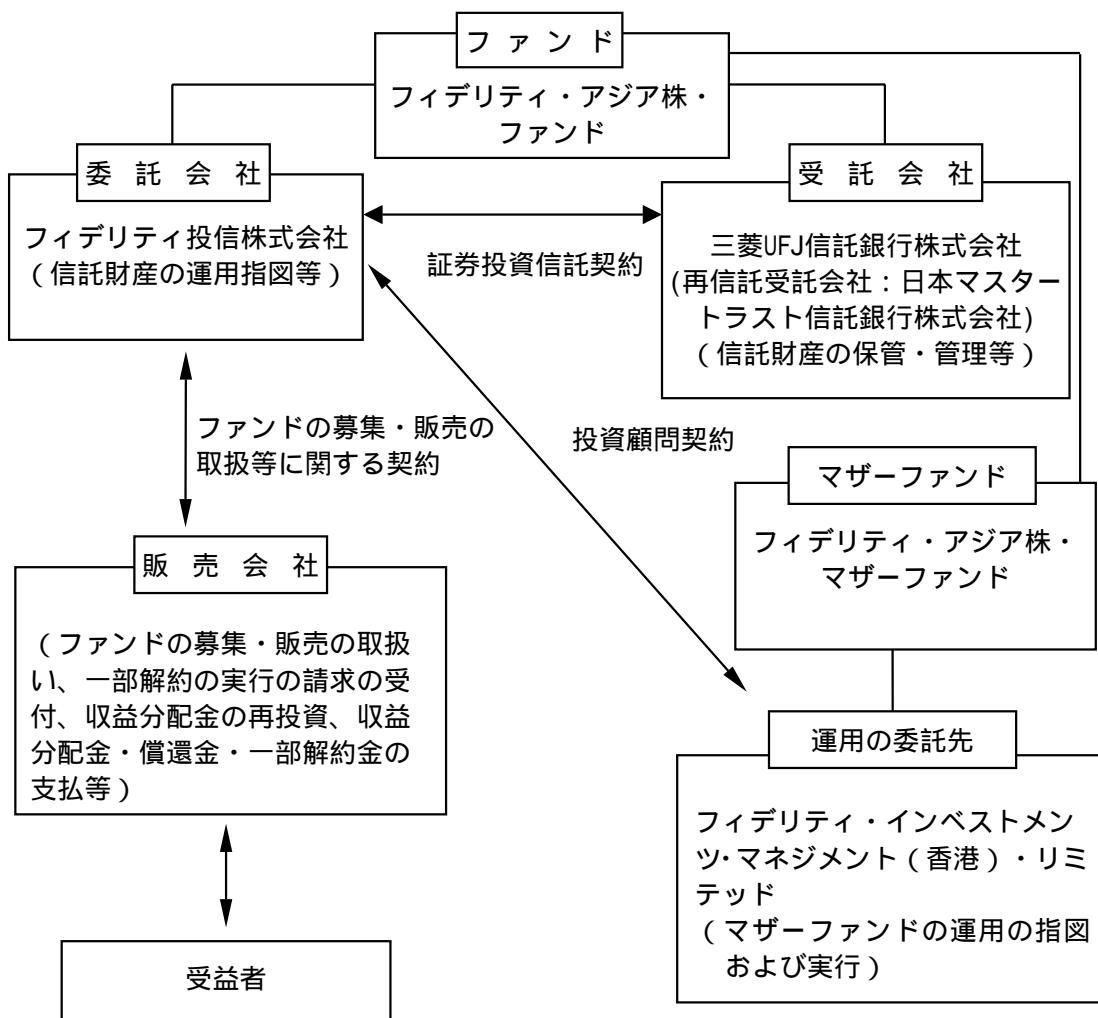 ファンド
フィデリティ・アジア株・
ファンド
委託会社
フィデリティ投信株式会社
(信託財産の運用指図等)
証券投資信託契約
受託会社
三菱UFJ信託銀行株式会社
(再信託受託会社:日本マスター
トラスト信託銀行株式会社)
(信託財産の保管・管理等)
ファンドの募集・販売の
取扱等に関する契約
投資顧問契約
マザーファンド
フィデリティ・アジア株・
マザーファンド
販売会社
(ファンドの募集・販売の取扱
い、一部解約の実行の請求の受
付、収益分配金の再投資、収益
分配金・償還金・一部解約金の
支払等)
運用の委託先
フィデリティ・インベストメン
ツ・マネジメント(香港)・リミ
テッド
(マザーファンドの運用の指図
および実行)
受益者